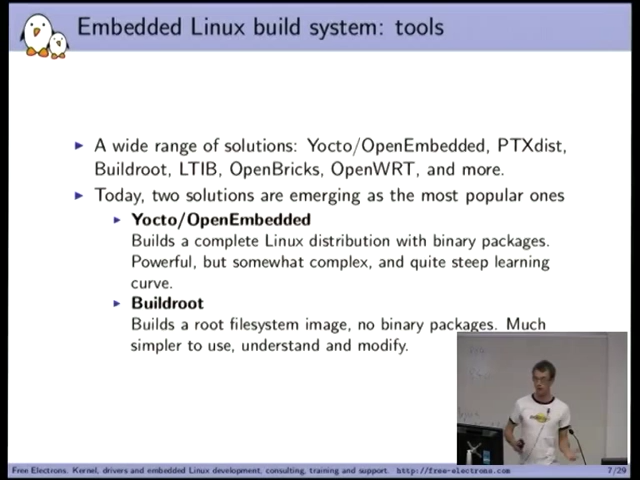 Embedded Linux build system: tools
▶ A wide range of solutions: Yocto/OpenEmbedded, PTXdist,
Buildroot, LTIB, OpenBricks, OpenWRT, and more.
▶ Today, two solutions are emerging as the most popular ones
▶ Yocto/OpenEmbedded
Builds a complete Linux distribution with binary packages.
Powerful, but somewhat complex, and quite steep learning
curve.
▶ Buildroot
Builds a root filesystem image, no binary packages. Much
simpler to use, understand and modify.
Free Electrons. Kernel, drivers and embedded Linux development, consulting, training and support. http://free-electrons.com 7/29